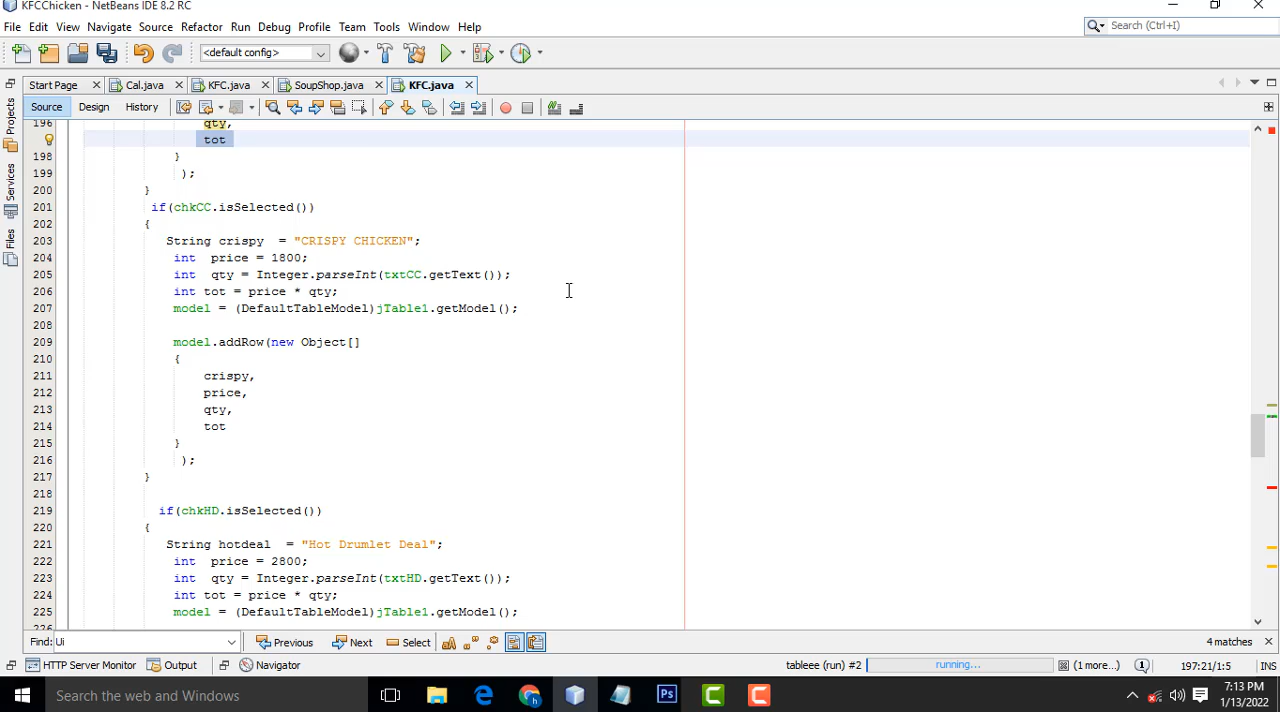 KFCChicken - NetBeans IDE 8.2 RC
File Edit View Navigate Source Refactor Run Debug Profile Team Tools Window Help
Search (Ctrl+I)
<default config>
Start Page Cal.java KFC.java SoupShop.java KFC.java
Source Design History
Projects
Services
Files
196 qty,
tot
198 }
199 );
200 }
201 if(chkCC.isSelected())
202 {
203 String crispy = "CRISPY CHICKEN";
204 int price = 1800;
205 int qty = Integer.parseInt(txtCC.getText());
206 int tot = price * qty;
207 model = (DefaultTableModel)jTable1.getModel();
208
209 model.addRow(new Object[]
210 {
211 crispy,
212 price,
213 qty,
214 tot
215 }
216 );
217 }
218
219 if(chkHD.isSelected())
220 {
221 String hotdeal = "Hot Drumlet Deal";
222 int price = 2800;
223 int qty = Integer.parseInt(txtHD.getText());
224 int tot = price * qty;
225 model = (DefaultTableModel)jTable1.getModel();
226
Find: Ui Previous Next Select 4 matches
HTTP Server Monitor Output Navigator tableee (run) #2 running... (1 more...) 1 197:21/1:5 INS
Search the web and Windows
Ps
C
C
7:13 PM
1/13/2022